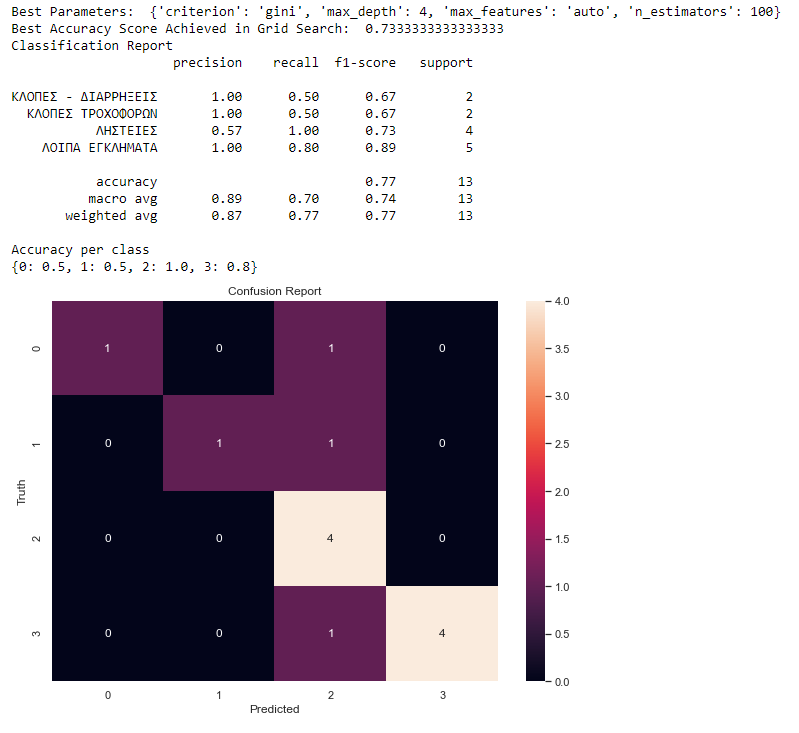 Best Parameters:  {'criterion': 'gini', 'max_depth': 4, 'max_features': 'auto', 'n_estimators': 100}
Best Accuracy Score Achieved in Grid Search:  0.7333333333333333
Classification Report
precision    recall  f1-score   support
ΚΛΟΠΕΣ - ΔΙΑΡΡΗΞΕΙΣ       1.00      0.50      0.67         2
ΚΛΟΠΕΣ ΤΡΟΧΟΦΟΡΩΝ       1.00      0.50      0.67         2
ΛΗΣΤΕΙΕΣ       0.57      1.00      0.73         4
ΛΟΙΠΑ ΕΓΚΛΗΜΑΤΑ       1.00      0.80      0.89         5
accuracy                           0.77        13
macro avg       0.89      0.70      0.74        13
weighted avg       0.87      0.77      0.77        13
Accuracy per class
{0: 0.5, 1: 0.5, 2: 1.0, 3: 0.8}
Confusion Report
0 1 0 1 0
1 0 1 1 0
2 0 0 4 0
3 0 0 1 4
0 1 2 3
Truth
Predicted
4.0
3.5
3.0
2.5
2.0
1.5
1.0
0.5
0.0